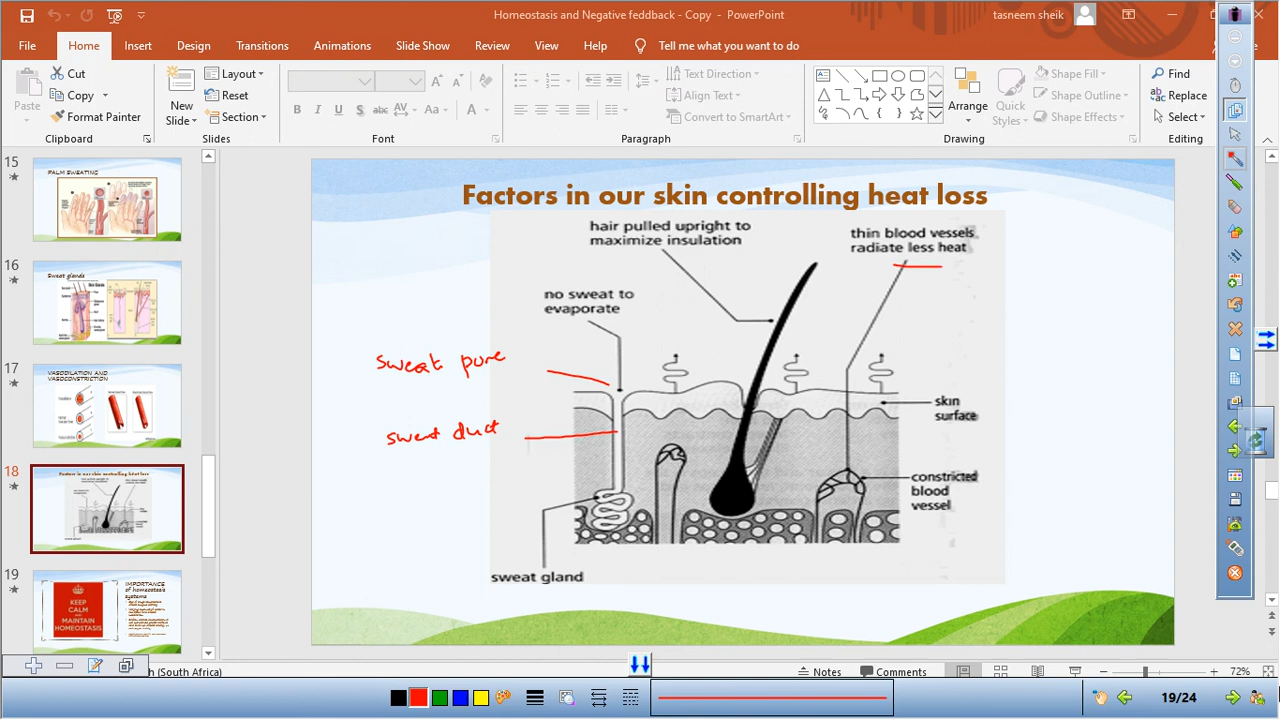 Homeostasis and Negative feddback - Copy - PowerPoint
tasneem sheik
File
Home
Insert
Design
Transitions
Animations
Slide Show
Review
View
Help
Tell me what you want to do
Paste
Cut
Copy
Format Painter
Clipboard
New
Slide
Layout
Reset
Section
Slides
Font
Text Direction
Align Text
Convert to SmartArt
Paragraph
Arrange
Quick
Styles
Shape Fill
Shape Outline
Shape Effects
Drawing
Find
Replace
Select
Editing
15
PALM SWEATING
16
Sweat glands
17
VASODILATION AND
VASOCONSTRICTION
18
Factors in our skin controlling heat loss
19
KEEP
CALM
MAINTAIN
HOMEOSTASIS
IMPORTANCE
of homeostasis
systems
Factors in our skin controlling heat loss
hair pulled upright to
maximize insulation
thin blood vessels
radiate less heat
no sweat to
evaporate
sweat pore
sweat duct
skin
surface
constricted
blood
vessel
sweat gland
(South Africa)
Notes
Comments
72%
19/24